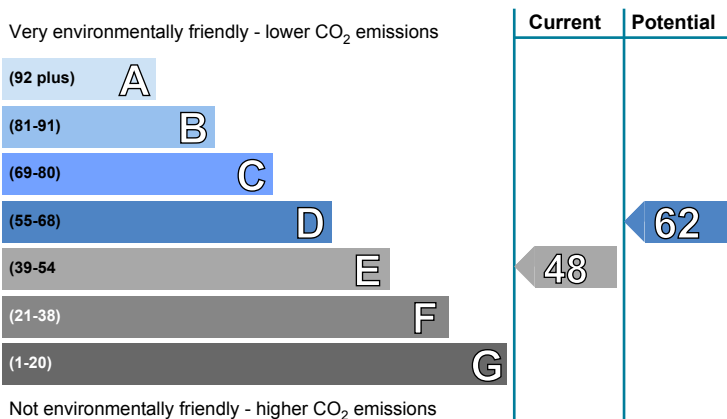 Current Potential
Very environmentally friendly - lower CO2 emissions
(92 plus) A
(81-91) B
(69-80) C
(55-68) D 62
(39-54 E 48
(21-38) F
(1-20) G
Not environmentally friendly - higher CO2 emissions